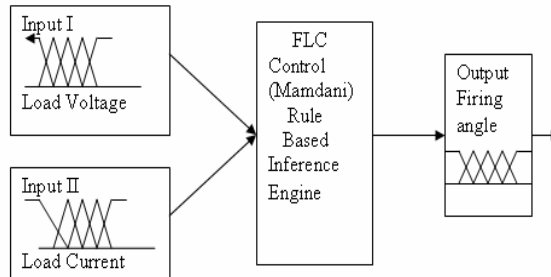 Input I
Load Voltage
Input II
Load Current
FLC
Control
(Mamdani)
Rule
Based
Inference
Engine
Output
Firing
angle